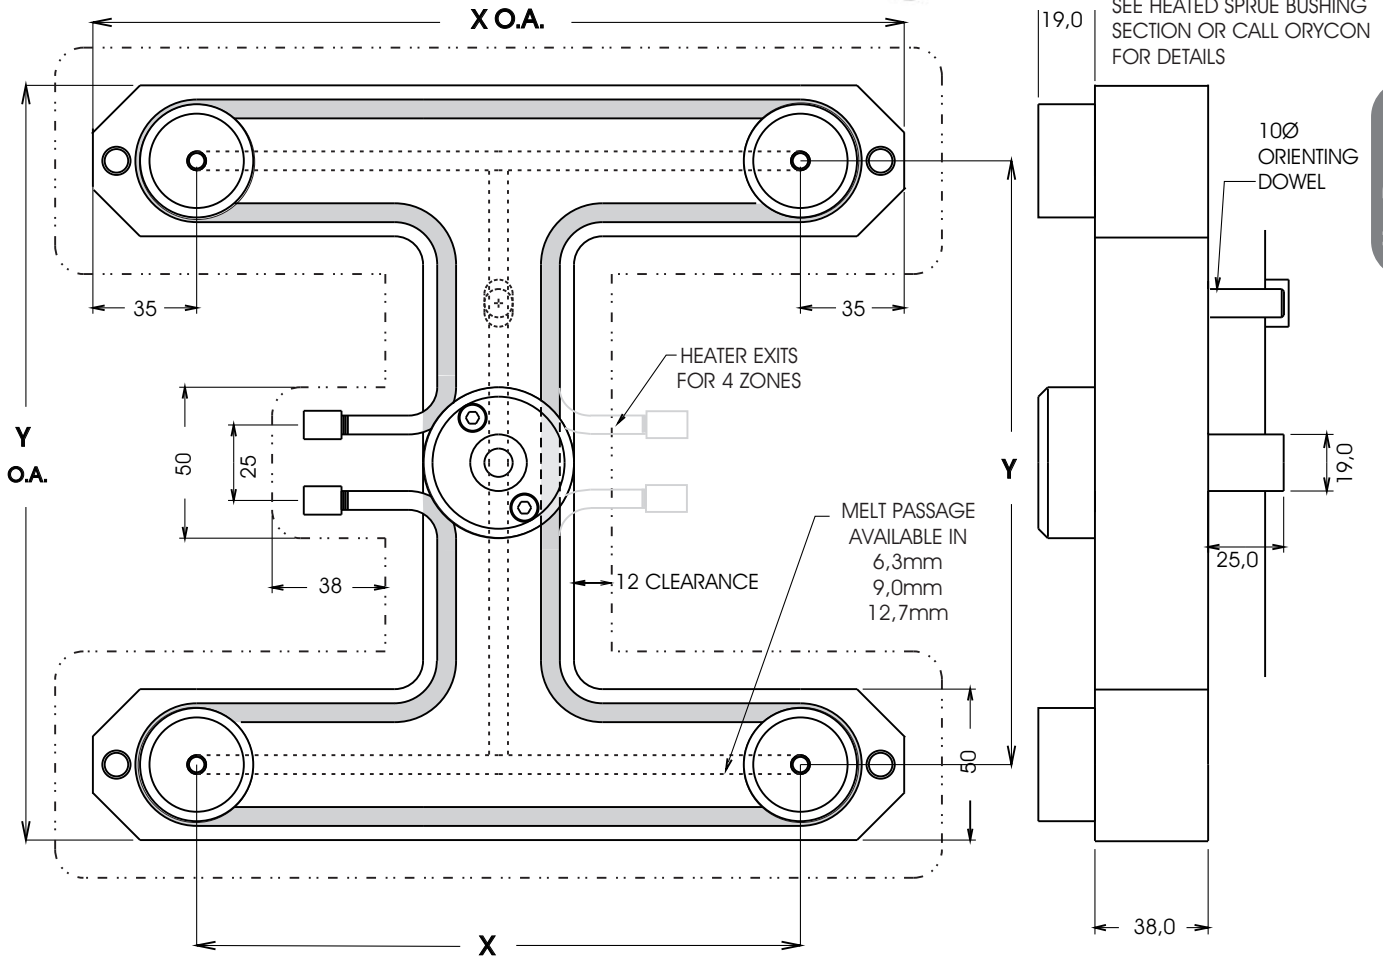 X O.A.
19,0
SEE HEATED SPRUE BUSHING
SECTION OR CALL ORYCON
FOR DETAILS
10Ø
ORIENTING
DOWEL
35
35
HEATER EXITS
FOR 4 ZONES
Y
O.A.
50
25
Y
19,0
MELT PASSAGE
AVAILABLE IN
6,3mm
9,0mm
12,7mm
25,0
38
12 CLEARANCE
50
38,0
X